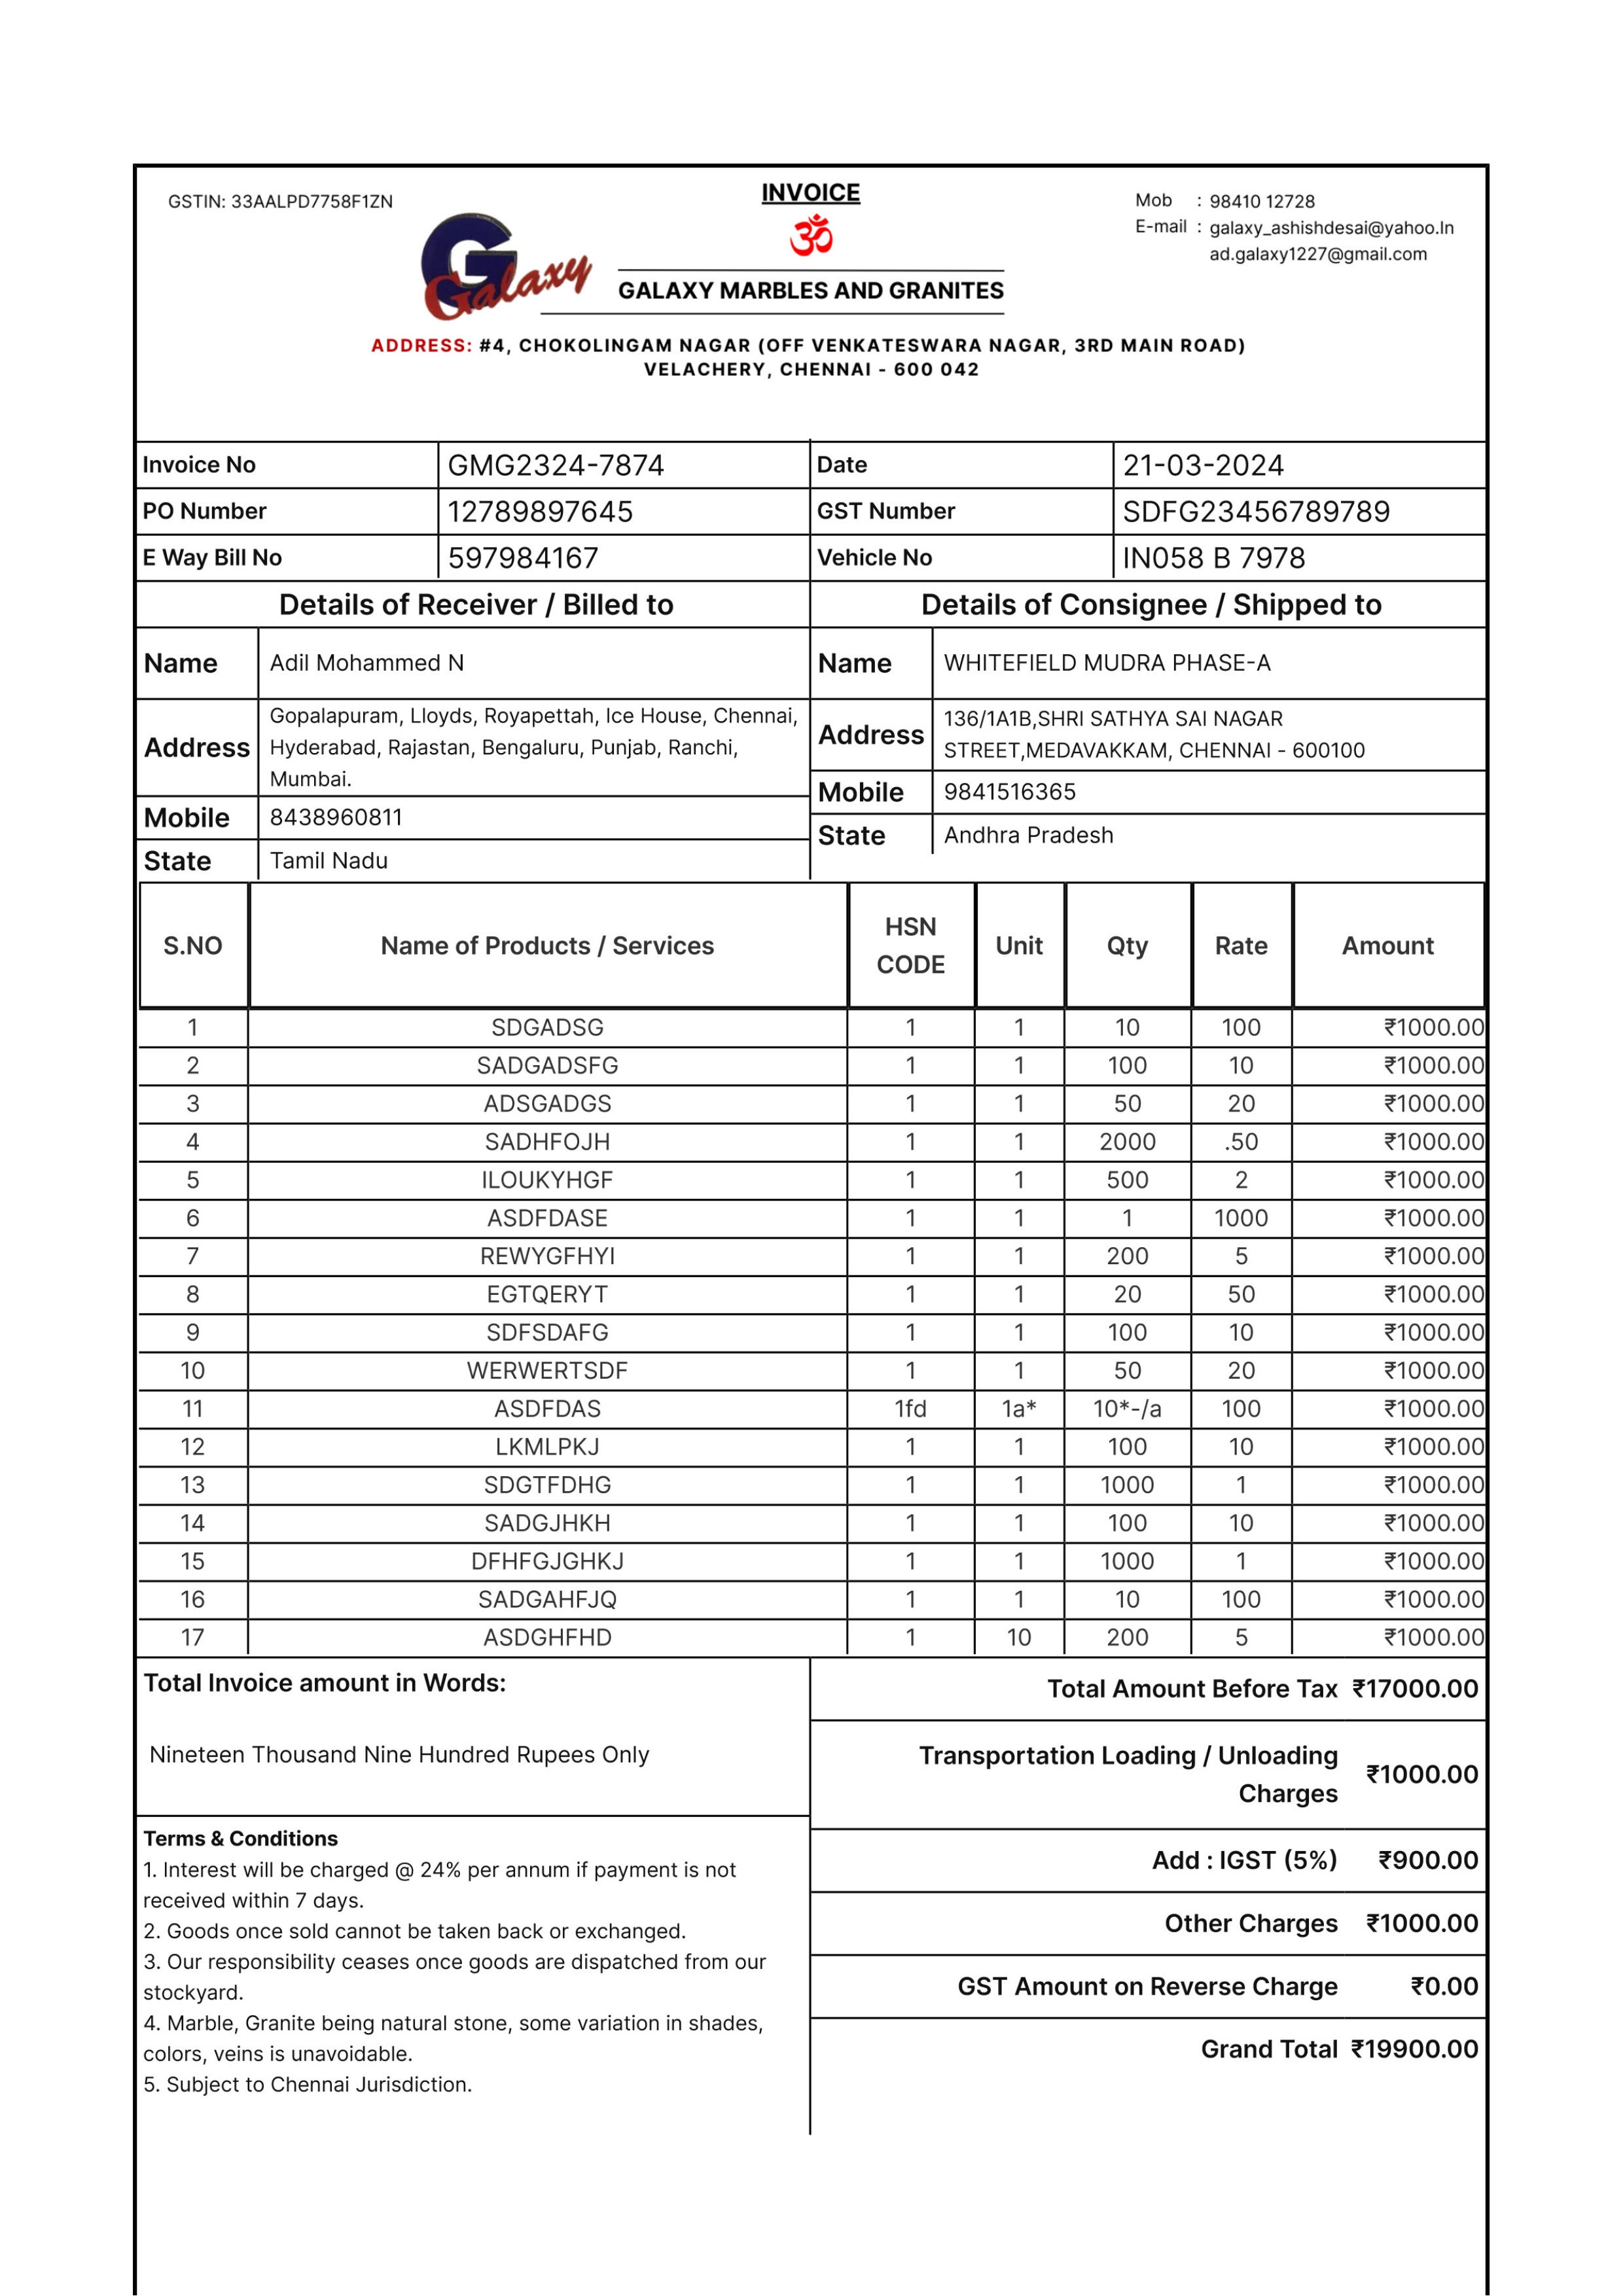 GSTIN: 33AALPD7758F1ZN
INVOICE
Mob : 98410 12728
E-mail : galaxy_ashishdesai@yahoo.In
ad.galaxy1227@gmail.com
ॐ
G
Galaxy
GALAXY MARBLES AND GRANITES
ADDRESS: #4, CHOKOLINGAM NAGAR (OFF VENKATESWARA NAGAR, 3RD MAIN ROAD)
VELACHERY, CHENNAI - 600 042
Invoice No GMG2324-7874 Date 21-03-2024
PO Number 12789897645 GST Number SDFG23456789789
E Way Bill No 597984167 Vehicle No IN058 B 7978
Details of Receiver / Billed to
Name Adil Mohammed N
Address Gopalapuram, Lloyds, Royapettah, Ice House, Chennai,
Hyderabad, Rajastan, Bengaluru, Punjab, Ranchi,
Mumbai.
Mobile 8438960811
State Tamil Nadu
Details of Consignee / Shipped to
Name WHITEFIELD MUDRA PHASE-A
Address 136/1A1B,SHRI SATHYA SAI NAGAR
STREET,MEDAVAKKAM, CHENNAI - 600100
Mobile 9841516365
State Andhra Pradesh
S.NO Name of Products / Services HSN CODE Unit Qty Rate Amount
1 SDGADSG 1 1 10 100 ₹1000.00
2 SADGADSFG 1 1 100 10 ₹1000.00
3 ADSGADGS 1 1 50 20 ₹1000.00
4 SADHFOJH 1 1 2000 .50 ₹1000.00
5 ILOUKYHGF 1 1 500 2 ₹1000.00
6 ASDFDASE 1 1 1 1000 ₹1000.00
7 REWYGFHYI 1 1 200 5 ₹1000.00
8 EGTQERYT 1 1 20 50 ₹1000.00
9 SDFSDAFG 1 1 100 10 ₹1000.00
10 WERWERTSDF 1 1 50 20 ₹1000.00
11 ASDFDAS 1fd 1a* 10*-/a 100 ₹1000.00
12 LKMLPKJ 1 1 100 10 ₹1000.00
13 SDGTFDHG 1 1 1000 1 ₹1000.00
14 SADGJHKH 1 1 100 10 ₹1000.00
15 DFHFGJGHKJ 1 1 1000 1 ₹1000.00
16 SADGAHFJQ 1 1 10 100 ₹1000.00
17 ASDGHFHD 1 10 200 5 ₹1000.00
Total Invoice amount in Words:
Nineteen Thousand Nine Hundred Rupees Only
Terms & Conditions
1. Interest will be charged @ 24% per annum if payment is not
received within 7 days.
2. Goods once sold cannot be taken back or exchanged.
3. Our responsibility ceases once goods are dispatched from our
stockyard.
4. Marble, Granite being natural stone, some variation in shades,
colors, veins is unavoidable.
5. Subject to Chennai Jurisdiction.
Total Amount Before Tax ₹17000.00
Transportation Loading / Unloading
Charges ₹1000.00
Add : IGST (5%) ₹900.00
Other Charges ₹1000.00
GST Amount on Reverse Charge ₹0.00
Grand Total ₹19900.00